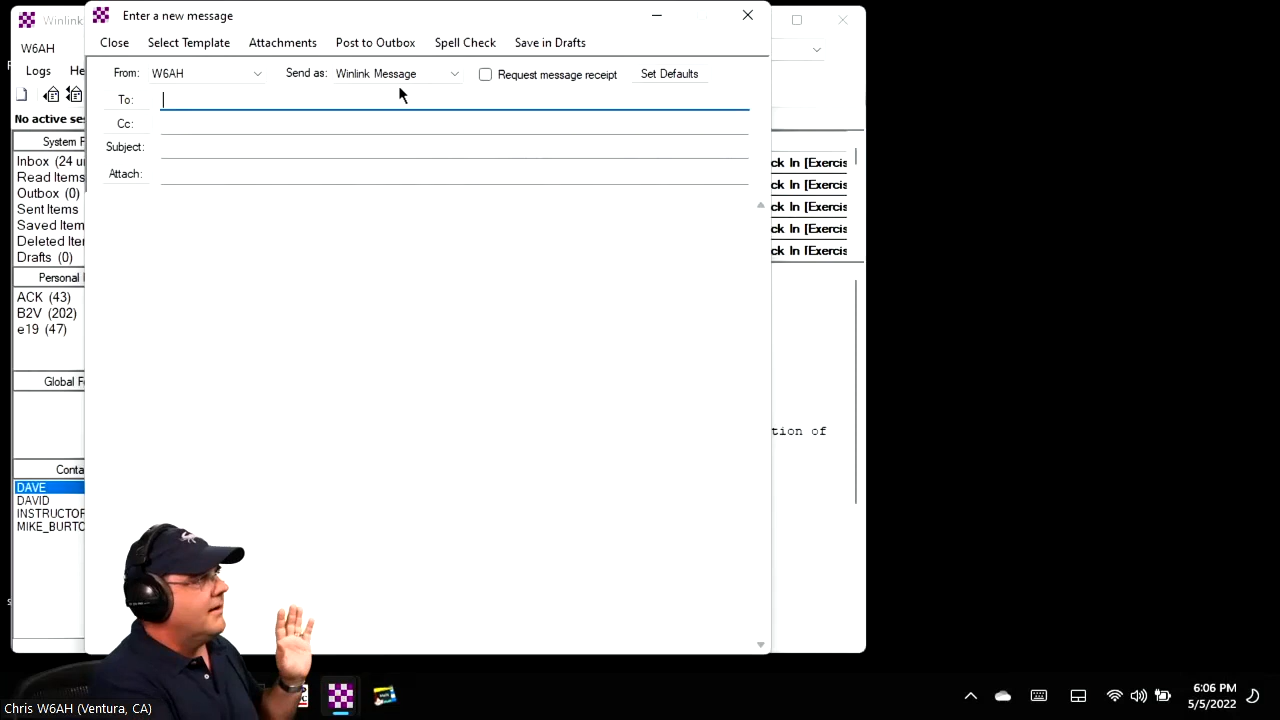 Winlink
Enter a new message
W6AH
Close Select Template Attachments Post to Outbox Spell Check Save in Drafts
Logs He
From: W6AH Send as: Winlink Message Request message receipt Set Defaults
To:
No active ses
Cc:
System F
Subject:
Inbox (24 un
ck In [Exercis
Attach:
Read Items
ck In [Exercis
Outbox (0)
Sent Items
ck In [Exercis
Saved Item
ck In [Exercis
Deleted Iter
ck In [Exercis
Drafts (0)
Personal
ACK (43)
B2V (202)
e19 (47)
Global F
tion of
Conta
DAVE
DAVID
INSTRUCTOR
MIKE_BURTO
6:06 PM
5/5/2022
Chris W6AH (Ventura, CA)